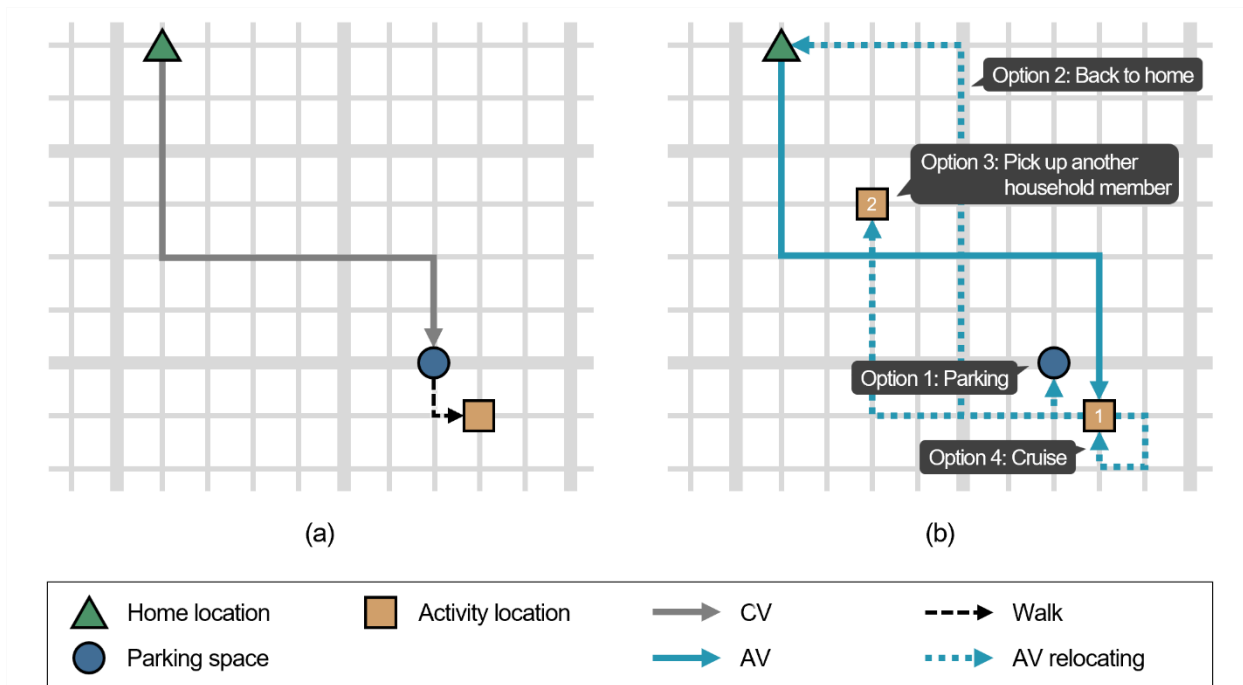 Option 2: Back to home
Option 3: Pick up another
household member
2
Option 1: Parking
1
Option 4: Cruise
(a)
(b)
Home location
Activity location
CV
Walk
Parking space
AV
AV relocating